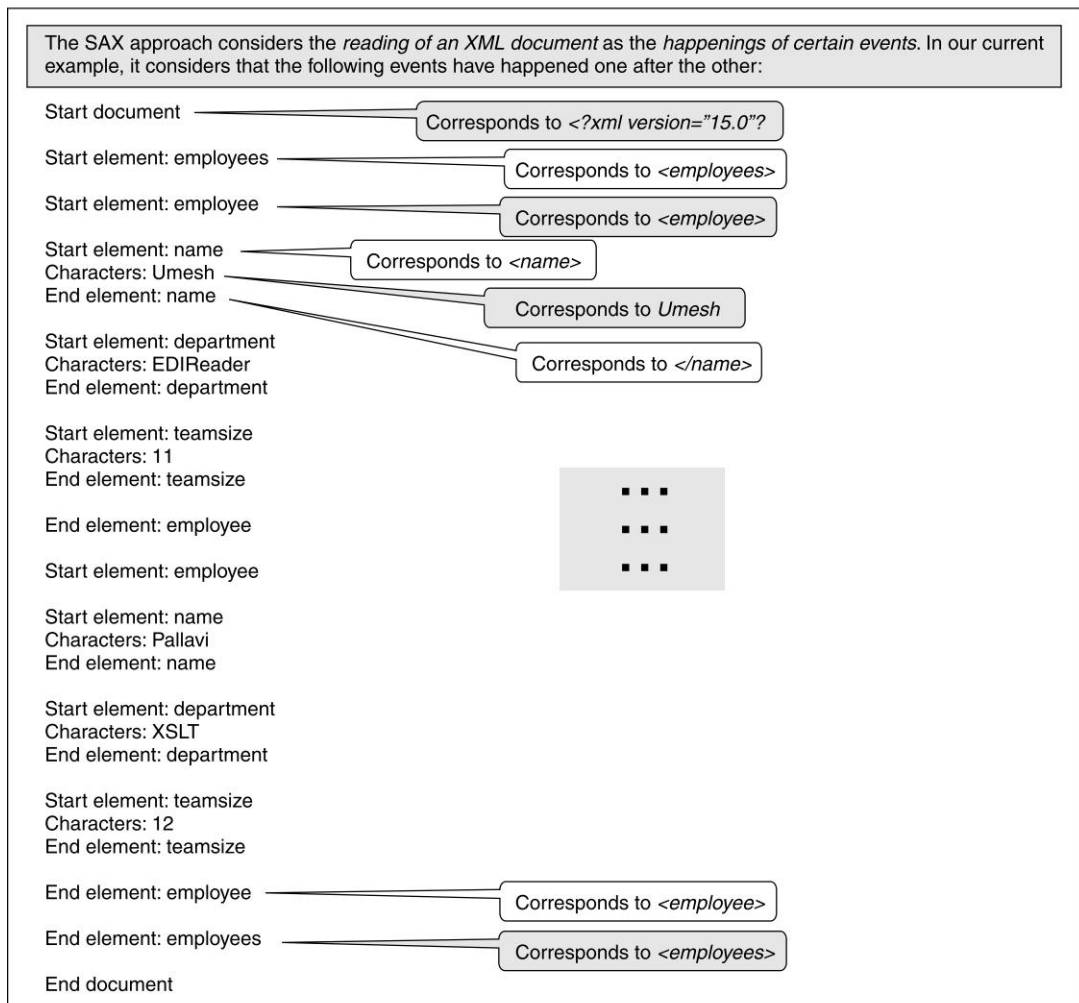 The SAX approach considers the reading of an XML document as the happenings of certain events. In our current
example, it considers that the following events have happened one after the other:
Start document
Corresponds to <?xml version=”15.0”?
Start element: employees
Corresponds to <employees>
Start element: employee
Corresponds to <employee>
Start element: name
Corresponds to <name>
Characters: Umesh
End element: name
Corresponds to Umesh
Start element: department
Characters: EDIReader
Corresponds to </name>
End element: department
Start element: teamsize
Characters: 11
End element: teamsize
End element: employee
Start element: employee
Start element: name
Characters: Pallavi
End element: name
Start element: department
Characters: XSLT
End element: department
Start element: teamsize
Characters: 12
End element: teamsize
End element: employee
Corresponds to <employee>
End element: employees
Corresponds to <employees>
End document